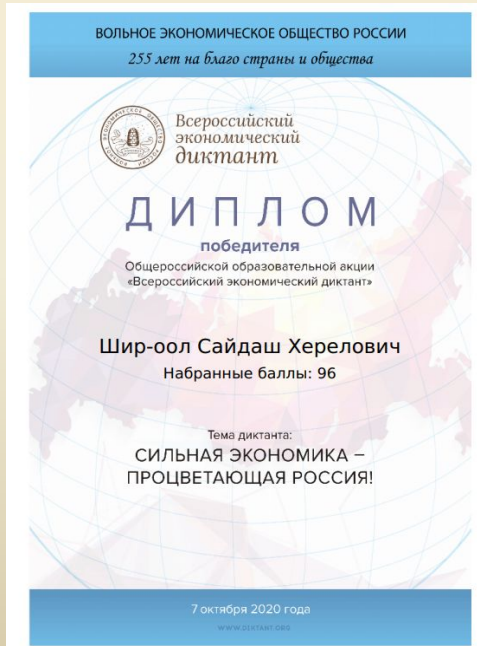 ВОЛЬНОЕ ЭКОНОМИЧЕСКОЕ ОБЩЕСТВО РОССИИ
255 лет на благо страны и общества
Всероссийский
экономический
диктант
ДИПЛОМ
победителя
Общероссийской образовательной акции
«Всероссийский экономический диктант»
Шир-оол Сайдаш Херелович
Набранные баллы: 96
Тема диктанта:
СИЛЬНАЯ ЭКОНОМИКА –
ПРОЦВЕТАЮЩАЯ РОССИЯ!
7 октября 2020 года
WWW.DIKTANT.ORG